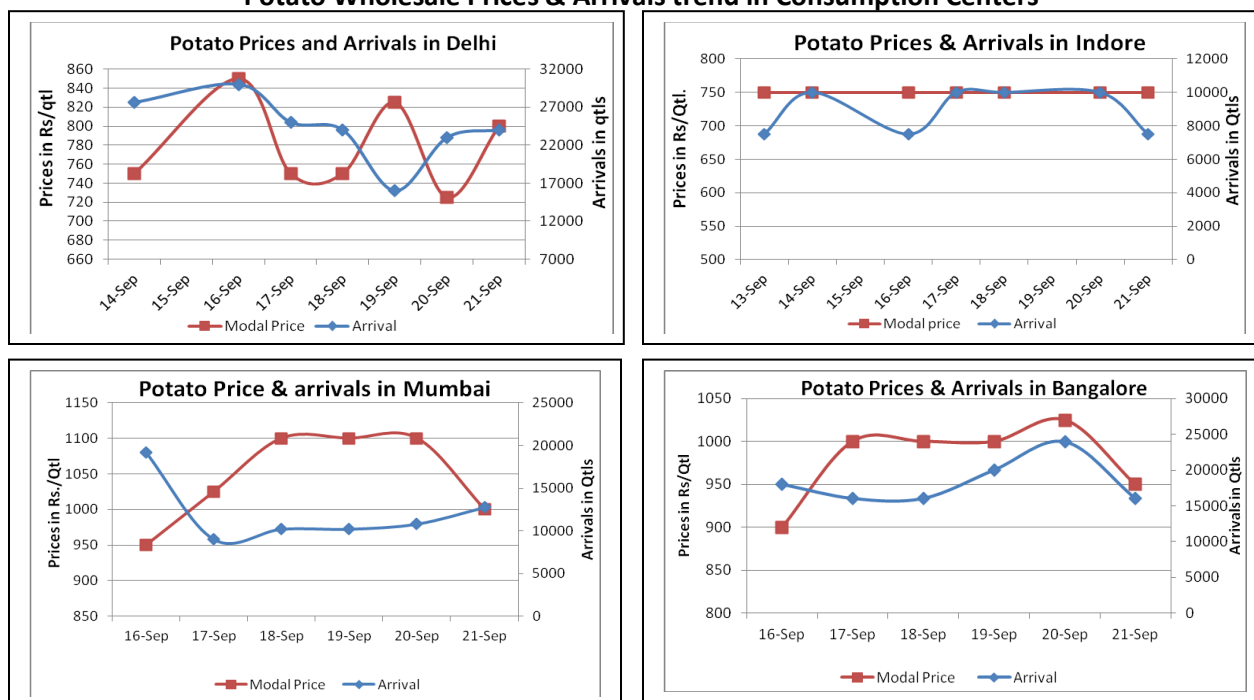 Potato Wholesale Prices & Arrivals trend in Consumption Centers
Potato Prices and Arrivals in Delhi
860
840
820
800
780
760
740
720
700
680
660
Prices in Rs/qtl
32000
27000
22000
17000
12000
7000
Arrivals in qtls
14-Sep
15-Sep
16-Sep
17-Sep
18-Sep
19-Sep
20-Sep
21-Sep
Modal Price
Arrival
Potato Prices & Arrivals in Indore
800
750
700
650
600
550
500
Prices in Rs/Qtl.
12000
10000
8000
6000
4000
2000
0
Arrivals in Qtls
13-Sep
14-Sep
15-Sep
16-Sep
17-Sep
18-Sep
19-Sep
20-Sep
21-Sep
Modal price
Arrival
Potato Price & arrivals in Mumbai
1150
1100
1050
1000
950
900
850
Prices in Rs./Qtl
25000
20000
15000
10000
5000
0
Arrivals in Qtls
16-Sep
17-Sep
18-Sep
19-Sep
20-Sep
21-Sep
Modal Price
Arrival
Potato Prices & Arrivals in Bangalore
1050
1000
950
900
850
800
Prices in Rs/Qtl
30000
25000
20000
15000
10000
5000
0
Arrivals in Qtls
16-Sep
17-Sep
18-Sep
19-Sep
20-Sep
21-Sep
Modal Price
Arrival